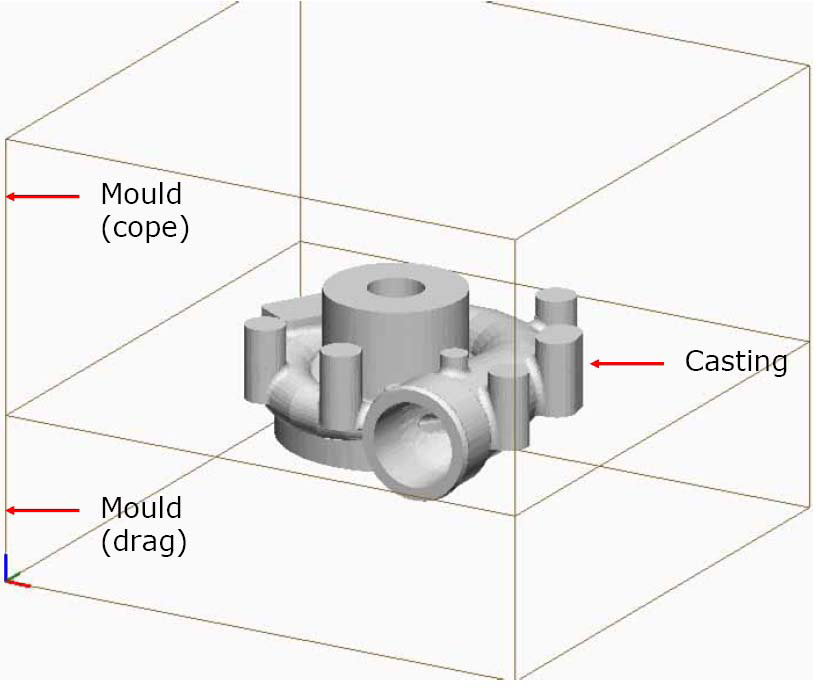 Mould
(cope)
Casting
Mould
(drag)